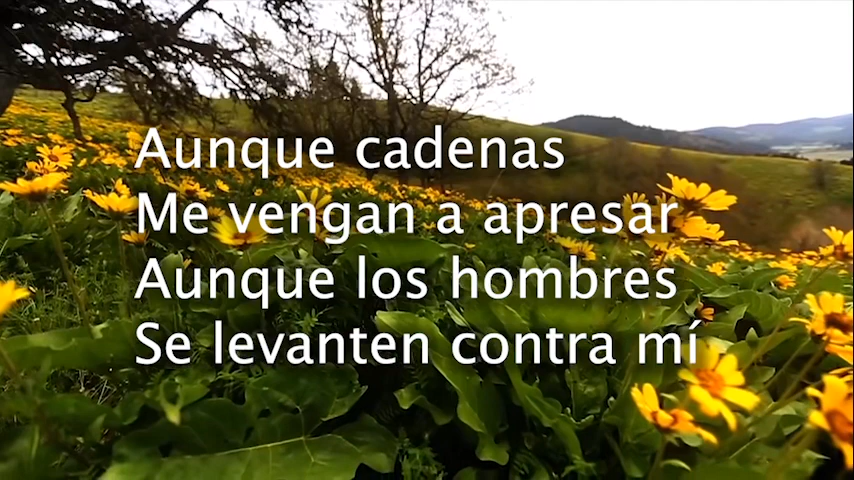 Aunque cadenas
Me vengan a apresar
Aunque los hombres
Se levanten contra mí